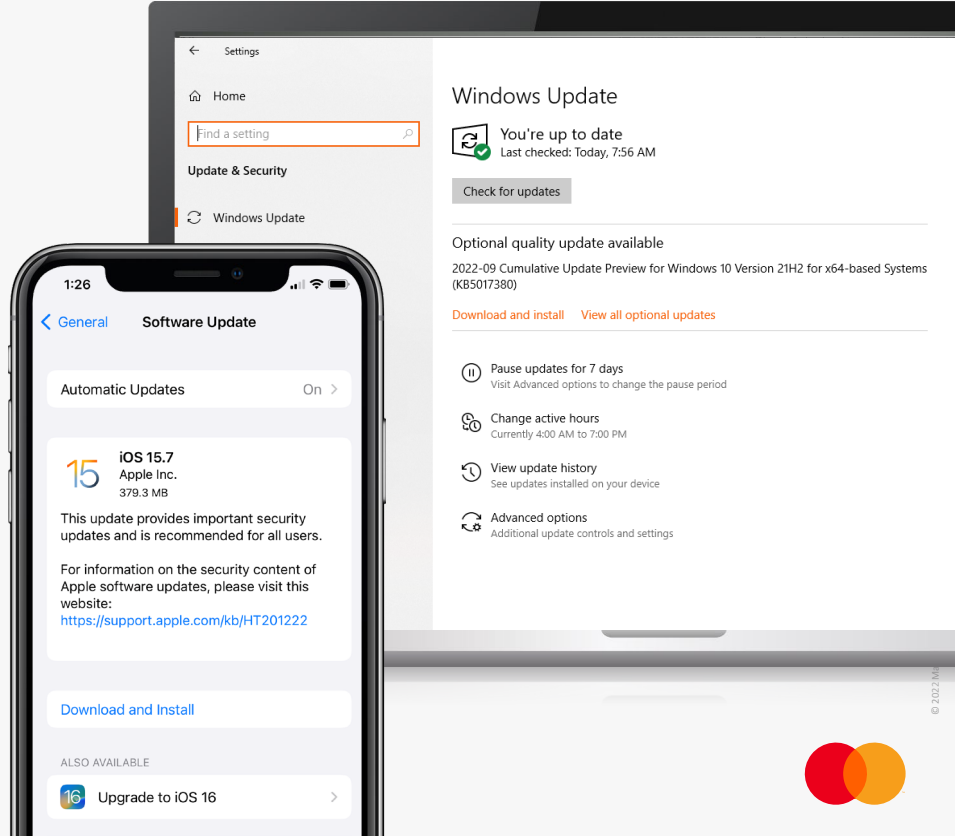 Settings
Home
Find a setting
Update & Security
Windows Update
Windows Update
You're up to date
Last checked: Today, 7:56 AM
Check for updates
Optional quality update available
2022-09 Cumulative Update Preview for Windows 10 Version 21H2 for x64-based Systems
(KB5017380)
Download and install View all optional updates
Pause updates for 7 days
Visit Advanced options to change the pause period
Change active hours
Currently 4:00 AM to 7:00 PM
View update history
See updates installed on your device
Advanced options
Additional update controls and settings
1:26
General Software Update
Automatic Updates On
15
iOS 15.7
Apple Inc.
379.3 MB
This update provides important security
updates and is recommended for all users.
For information on the security content of
Apple software updates, please visit this
website:
https://support.apple.com/kb/HT201222
Download and Install
ALSO AVAILABLE
16 Upgrade to iOS 16
© 2022